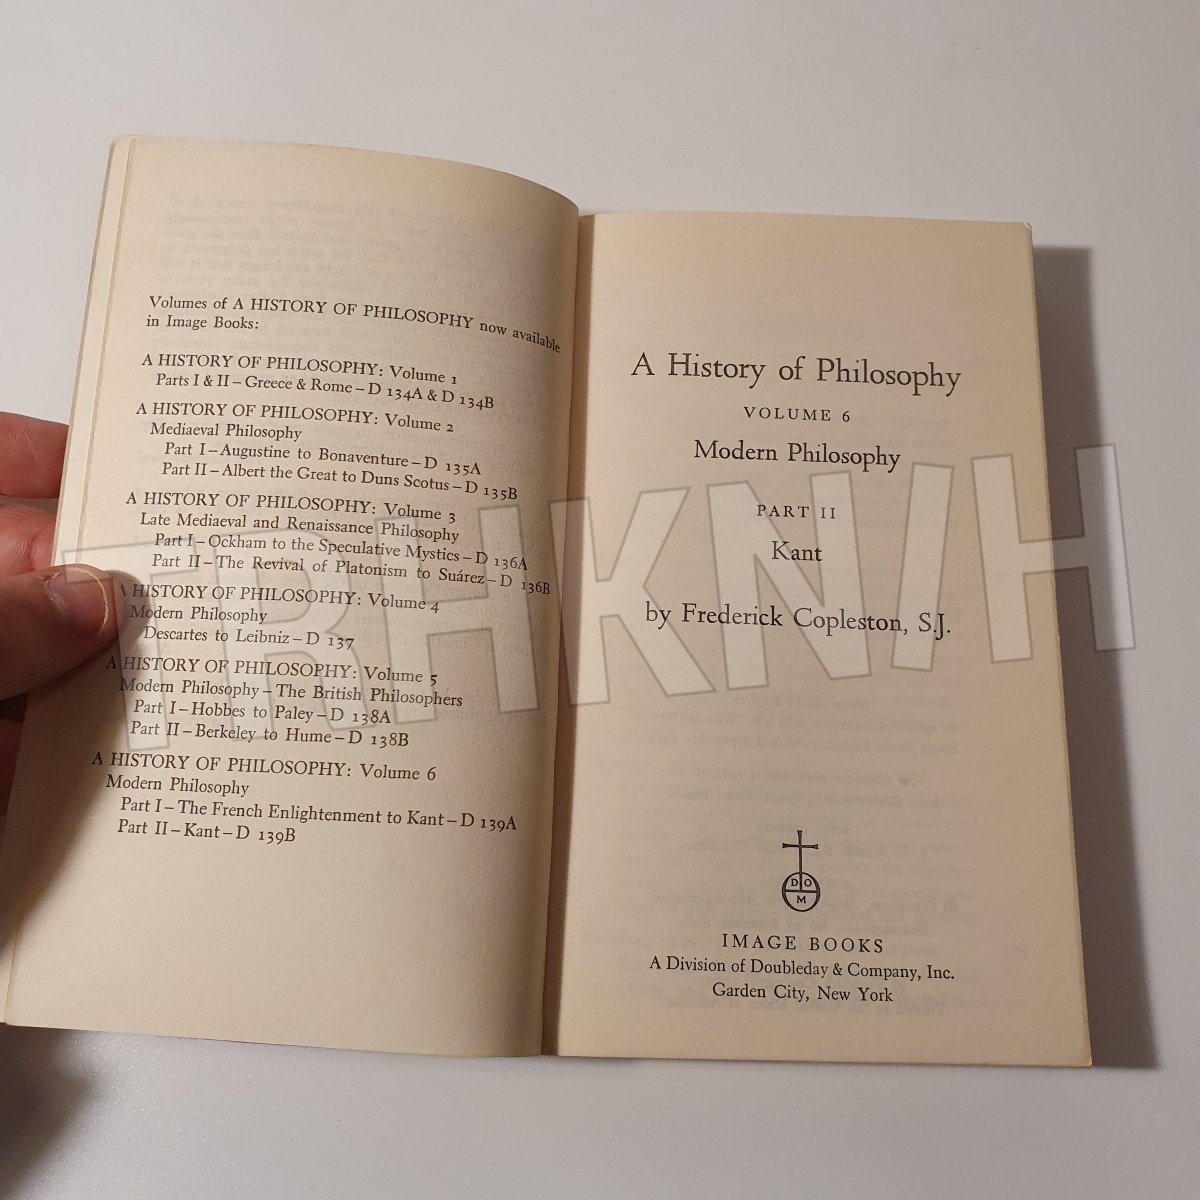 Volumes of A HISTORY OF PHILOSOPHY now available
in Image Books:
A HISTORY OF PHILOSOPHY: Volume 1
Parts I & II – Greece & Rome – D 134A & D 134B
A HISTORY OF PHILOSOPHY: Volume 2
Mediaeval Philosophy
Part I – Augustine to Bonaventure – D 135A
Part II – Albert the Great to Duns Scotus – D 135B
A HISTORY OF PHILOSOPHY: Volume 3
Late Mediaeval and Renaissance Philosophy
Part I – Ockham to the Speculative Mystics – D 136A
Part II – The Revival of Platonism to Suárez – D 136B
A HISTORY OF PHILOSOPHY: Volume 4
Modern Philosophy
Descartes to Leibniz – D 137
A HISTORY OF PHILOSOPHY: Volume 5
Modern Philosophy – The British Philosophers
Part I – Hobbes to Paley – D 138A
Part II – Berkeley to Hume – D 138B
A HISTORY OF PHILOSOPHY: Volume 6
Modern Philosophy
Part I – The French Enlightenment to Kant – D 139A
Part II – Kant – D 139B
A History of Philosophy
VOLUME 6
Modern Philosophy
PART II
Kant
by Frederick Copleston, S.J.
D O
M
IMAGE BOOKS
A Division of Doubleday & Company, Inc.
Garden City, New York
TRHKN/H